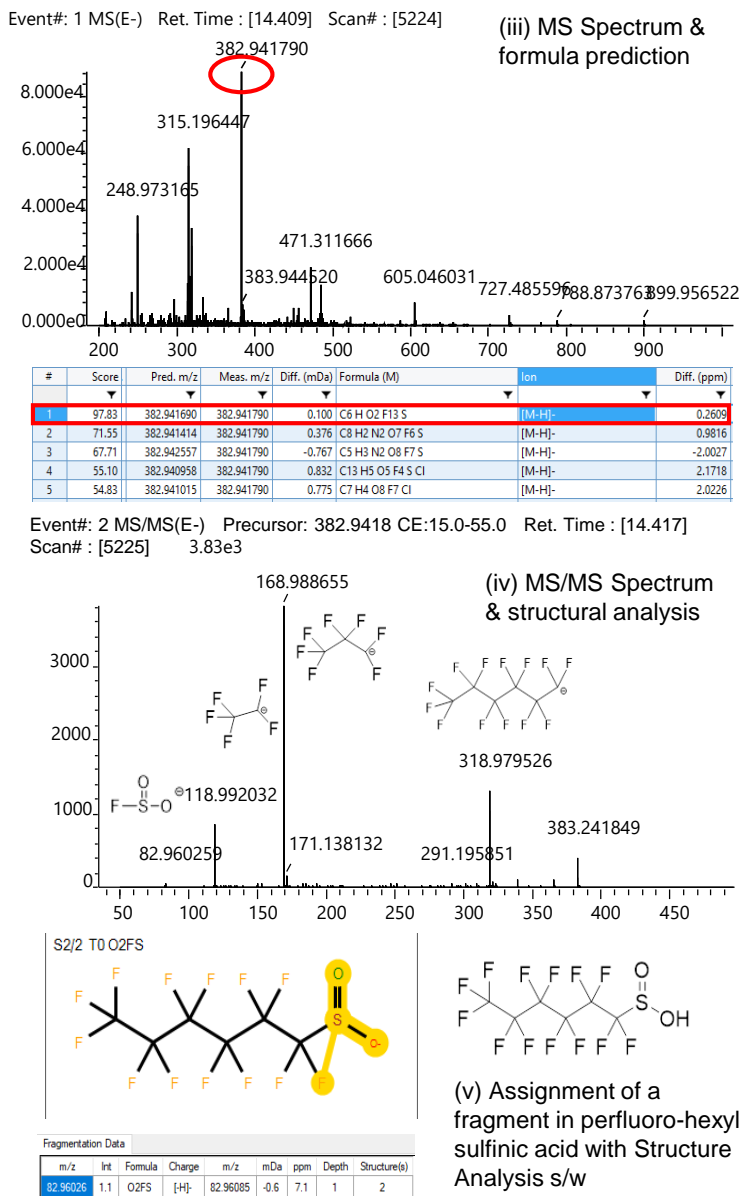 Event#: 1 MS(E-) Ret. Time : [14.409] Scan# : [5224]
(iii) MS Spectrum &
formula prediction
382.941790
8.000e4
315.196447
6.000e4
248.973165
4.000e4
471.311666
2.000e4
383.944520
605.046031
727.485596
788.873763
899.956522
0.000e0
200 300 400 500 600 700 800 900
# Score Pred. m/z Meas. m/z Diff. (mDa) Formula (M) Ion Diff. (ppm)
1 97.83 382.941690 382.941790 0.100 C6 H O2 F13 S [M-H]- 0.2609
2 71.55 382.941414 382.941790 0.376 C8 H2 N2 O7 F6 S [M-H]- 0.9816
3 67.71 382.942557 382.941790 -0.767 C5 H3 N2 O8 F7 S [M-H]- -2.0027
4 55.10 382.940958 382.941790 0.832 C13 H5 O5 F4 S Cl [M-H]- 2.1718
5 54.83 382.941015 382.941790 0.775 C7 H4 O8 F7 Cl [M-H]- 2.0226
Event#: 2 MS/MS(E-) Precursor: 382.9418 CE:15.0-55.0 Ret. Time : [14.417]
Scan# : [5225] 3.83e3
168.988655
(iv) MS/MS Spectrum
& structural analysis
3000
F F F F F F F ⊖
F F F F F ⊖
F F F F F F F F F F F F F ⊖
2000
318.979526
O
F S O ⊖
O
118.992032
1000
383.241849
82.960259
171.138132
291.195851
0
50 100 150 200 250 300 350 400 450
S2/2 T0 O2FS
F F F F F F O
F S O-
F F F F F F
F F F F F F O
F S OH
F F F F F F
(v) Assignment of a
fragment in perfluoro-hexyl
sulfinic acid with Structure
Analysis s/w
Fragmentation Data
m/z Int Formula Charge m/z mDa ppm Depth Structure(s)
82.96026 1.1 O2FS [-H]- 82.96085 -0.6 7.1 1 2